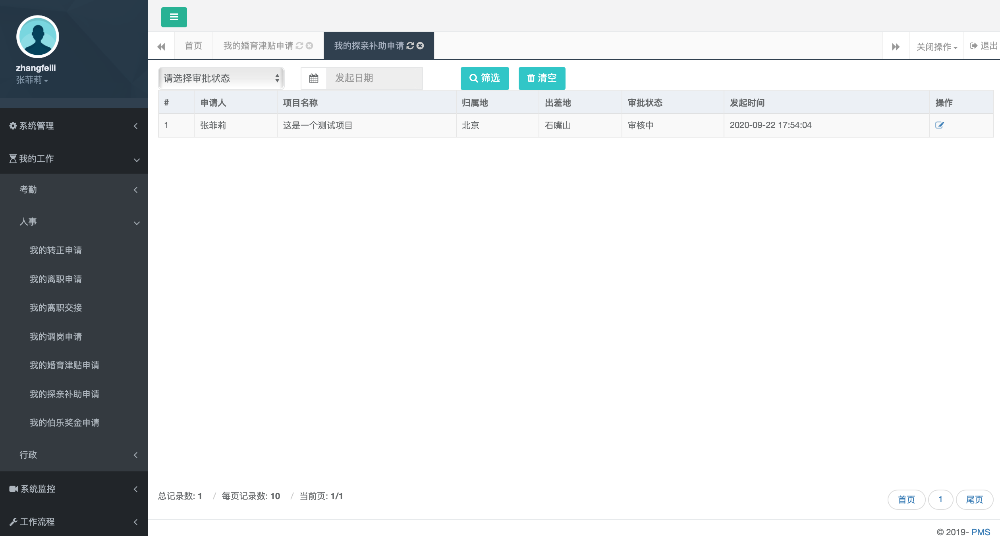 zhangfeili
张菲莉
系统管理
我的工作
考勤
人事
我的转正申请
我的离职申请
我的离职交接
我的调岗申请
我的婚育津贴申请
我的探亲补助申请
我的伯乐奖金申请
行政
系统监控
工作流程
首页 我的婚育津贴申请 我的探亲补助申请 关闭操作 退出
请选择审批状态 发起日期 筛选 清空
# 申请人 项目名称 归属地 出差地 审批状态 发起时间 操作
1 张菲莉 这是一个测试项目 北京 石嘴山 审核中 2020-09-22 17:54:04
总记录数: 1 / 每页记录数: 10 / 当前页: 1/1
首页 1 尾页
© 2019- PMS